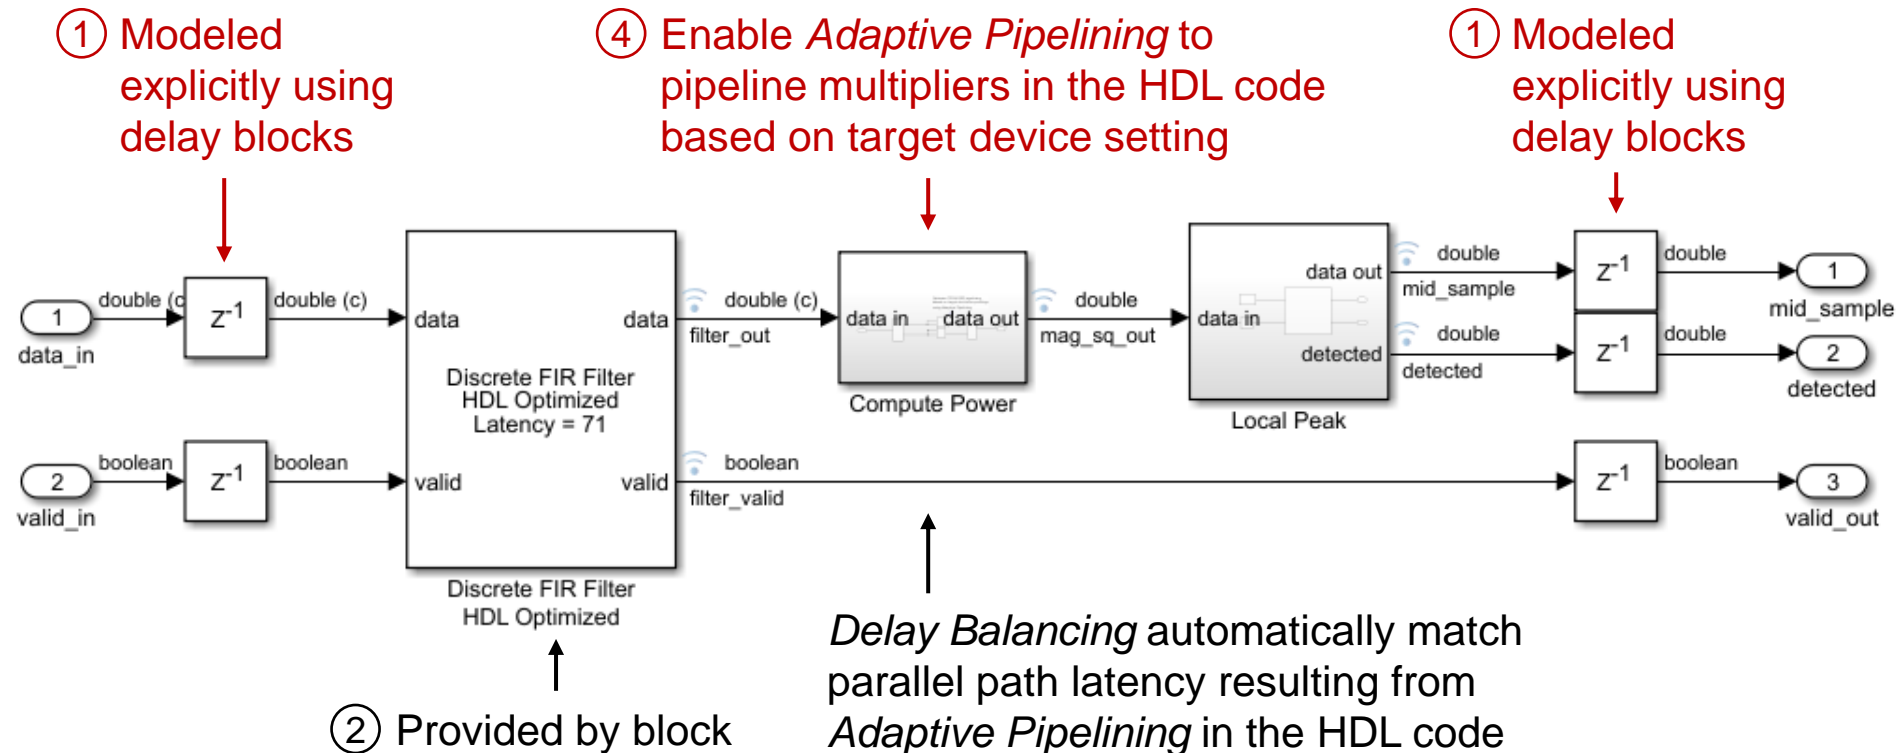 ① Modeled
explicitly using
delay blocks
④ Enable Adaptive Pipelining to
pipeline multipliers in the HDL code
based on target device setting
① Modeled
explicitly using
delay blocks
1
data_in
double (c
Z-1
double (c)
data
data
Discrete FIR Filter
HDL Optimized
Latency = 71
valid
valid
Discrete FIR Filter
HDL Optimized
2
valid_in
boolean
Z-1
boolean
double (c)
filter_out
data in
data out
Compute Power
double
mag_sq_out
data in
data out
detected
Local Peak
double
mid_sample
double
detected
Z-1
double
1
mid_sample
Z-1
double
2
detected
boolean
filter_valid
Z-1
boolean
3
valid_out
② Provided by block
Delay Balancing automatically match
parallel path latency resulting from
Adaptive Pipelining in the HDL code